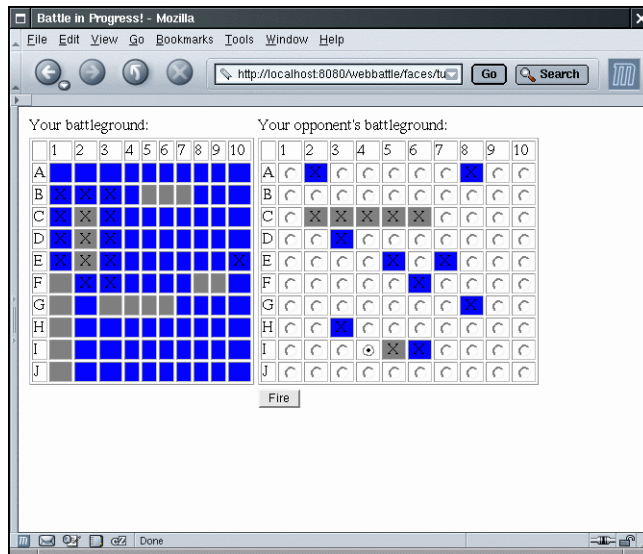 Battle in Progress! - Mozilla
File Edit View Go Bookmarks Tools Window Help
http://localhost:8080/webbattle/faces/tu Go Search
Your battleground: Your opponent's battleground:
1 2 3 4 5 6 7 8 9 10 1 2 3 4 5 6 7 8 9 10
A A X X
B X X X B
C X X X C X X X X X
D X X X D X
E X X X X E X X
F X X F X
G G X
H H X
I I X X
J J
Fire
Done